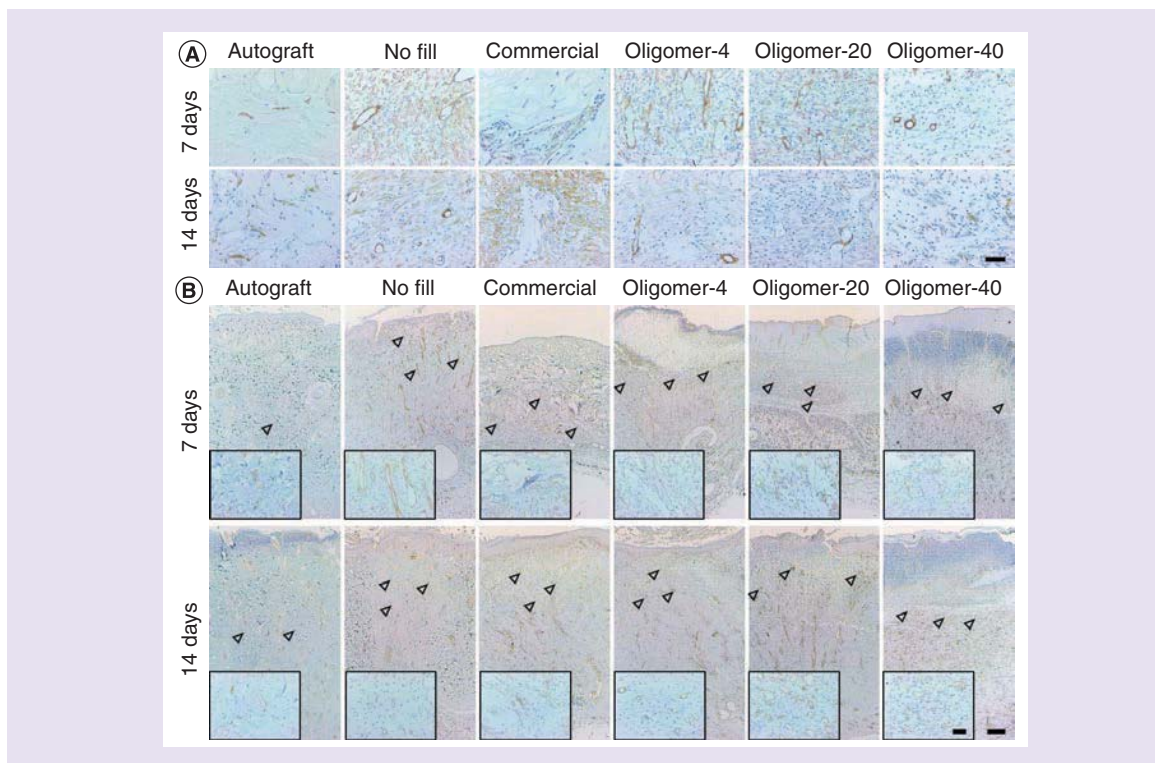 A Autograft No fill Commercial Oligomer-4 Oligomer-20 Oligomer-40
7 days
14 days
B Autograft No fill Commercial Oligomer-4 Oligomer-20 Oligomer-40
7 days
14 days